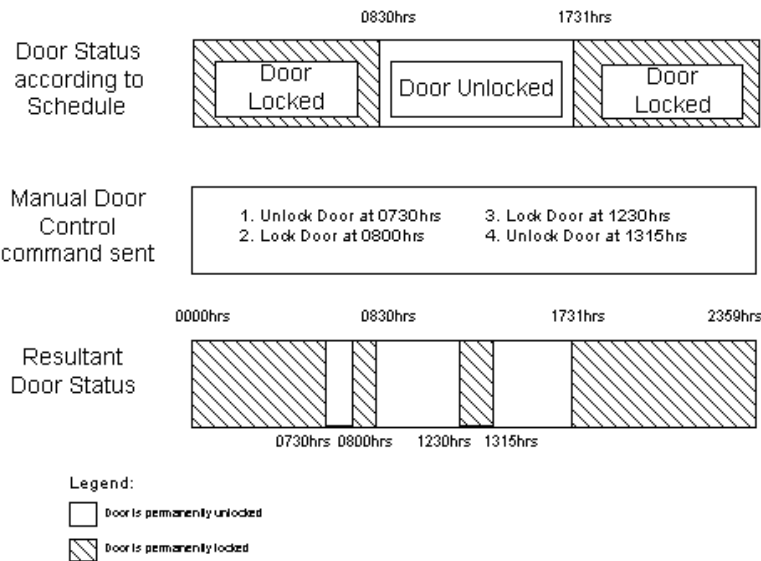 0830hrs 1731hrs
Door Status
according to
Schedule
Door
Locked
Door Unlocked
Door
Locked
Manual Door
Control
command sent
1. Unlock Door at 0730hrs 3. Lock Door at 1230hrs
2. Lock Door at 0800hrs 4. Unlock Door at 1315hrs
0000hrs 0830hrs 1731hrs 2359hrs
Resultant
Door Status
0730hrs 0800hrs 1230hrs 1315hrs
Legend:
Door is permanently unlocked
Door is permanently locked